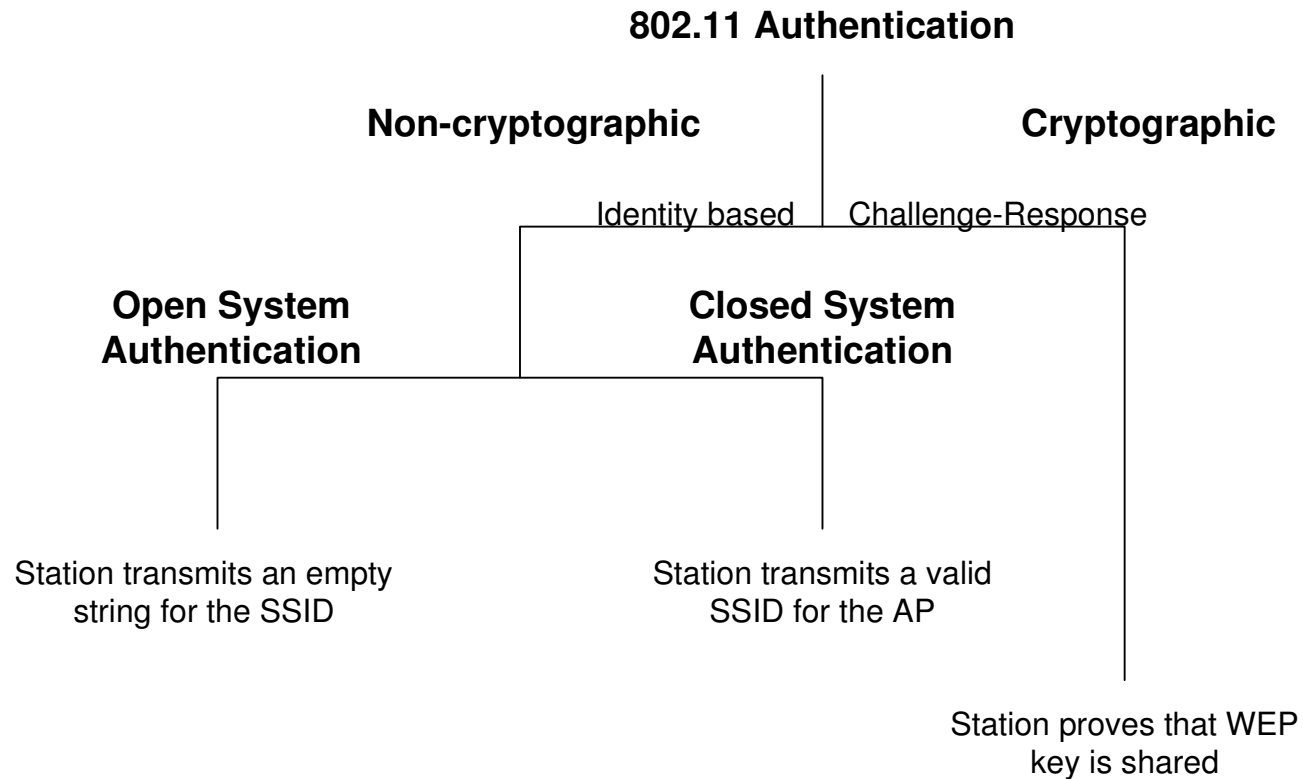 802.11 Authentication
Non-cryptographic
Cryptographic
Identity based
Challenge-Response
Open System
Authentication
Closed System
Authentication
Station transmits an empty
string for the SSID
Station transmits a valid
SSID for the AP
Station proves that WEP
key is shared